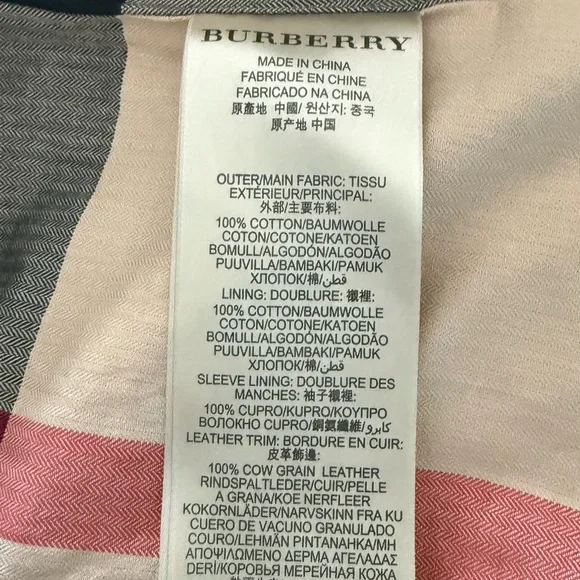 BURBERRY
MADE IN CHINA
FABRIQUÉ EN CHINE
FABRICADO NA CHINA
原產地 中國/ 원산지: 중국
原产地 中国
OUTER/MAIN FABRIC: TISSU
EXTÉRIEUR/PRINCIPAL:
外部/主要布料:
100% COTTON/BAUMWOLLE
COTON/COTONE/KATOEN
BOMULL/ALGODÓN/ALGODÃO
PUUVILLA/BAMBAKI/PAMUK
ХЛОПОК/棉/قطن
LINING: DOUBLURE: 襯裡:
100% COTTON/BAUMWOLLE
COTON/COTONE/KATOEN
BOMULL/ALGODÓN/ALGODÃO
PUUVILLA/BAMBAKI/PAMUK
ХЛОПОК/棉/قطن
SLEEVE LINING: DOUBLURE DES
MANCHES: 袖子襯裡:
100% CUPRO/KUPRO/ΚΟΥΠΡΟ
ВОЛОКНО CUPRO/銅氨纖維/كابرو
LEATHER TRIM: BORDURE EN CUIR:
皮革飾邊:
100% COW GRAIN LEATHER
RINDSPALTLEDER/CUIR/PELLE
A GRANA/KOE NERFLEER
KOKORNLÄDER/NARVSKINN FRA KU
CUERO DE VACUNO GRANULADO
COURO/LEHMÄN PINTANAHKA/ΜΗ
ΑΠΟΨΙΛΩΜΕΝΟ ΔΕΡΜΑ ΑΓΕΛΑΔΑΣ
DERİ/КОРОВЬЯ МЕРЕЙНАЯ КОЖА